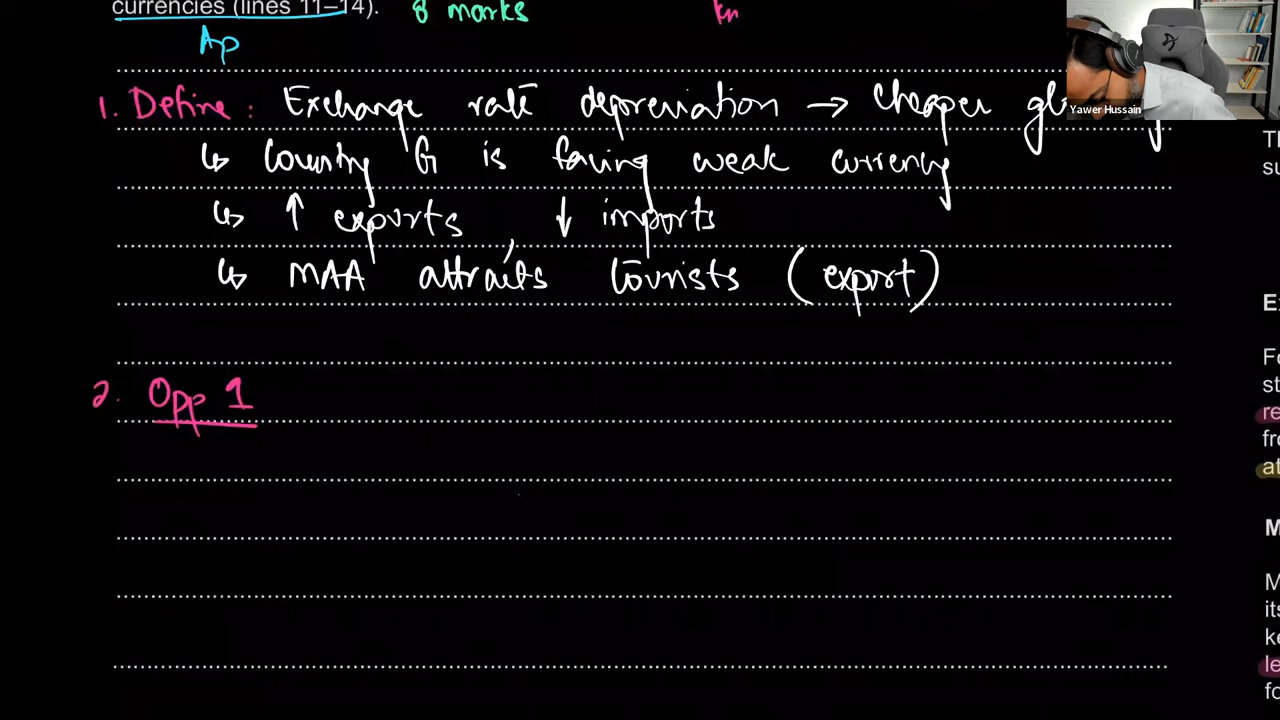 currencies (lines 11–14). 8 marks kn
Ap
1. Define : Exchange rate depreciation → cheaper
Yawer Hussain
↳ Country G is facing weak currency
↳ ↑ exports ↓ imports
↳ MAA attracts tourists (export)
2. Opp 1